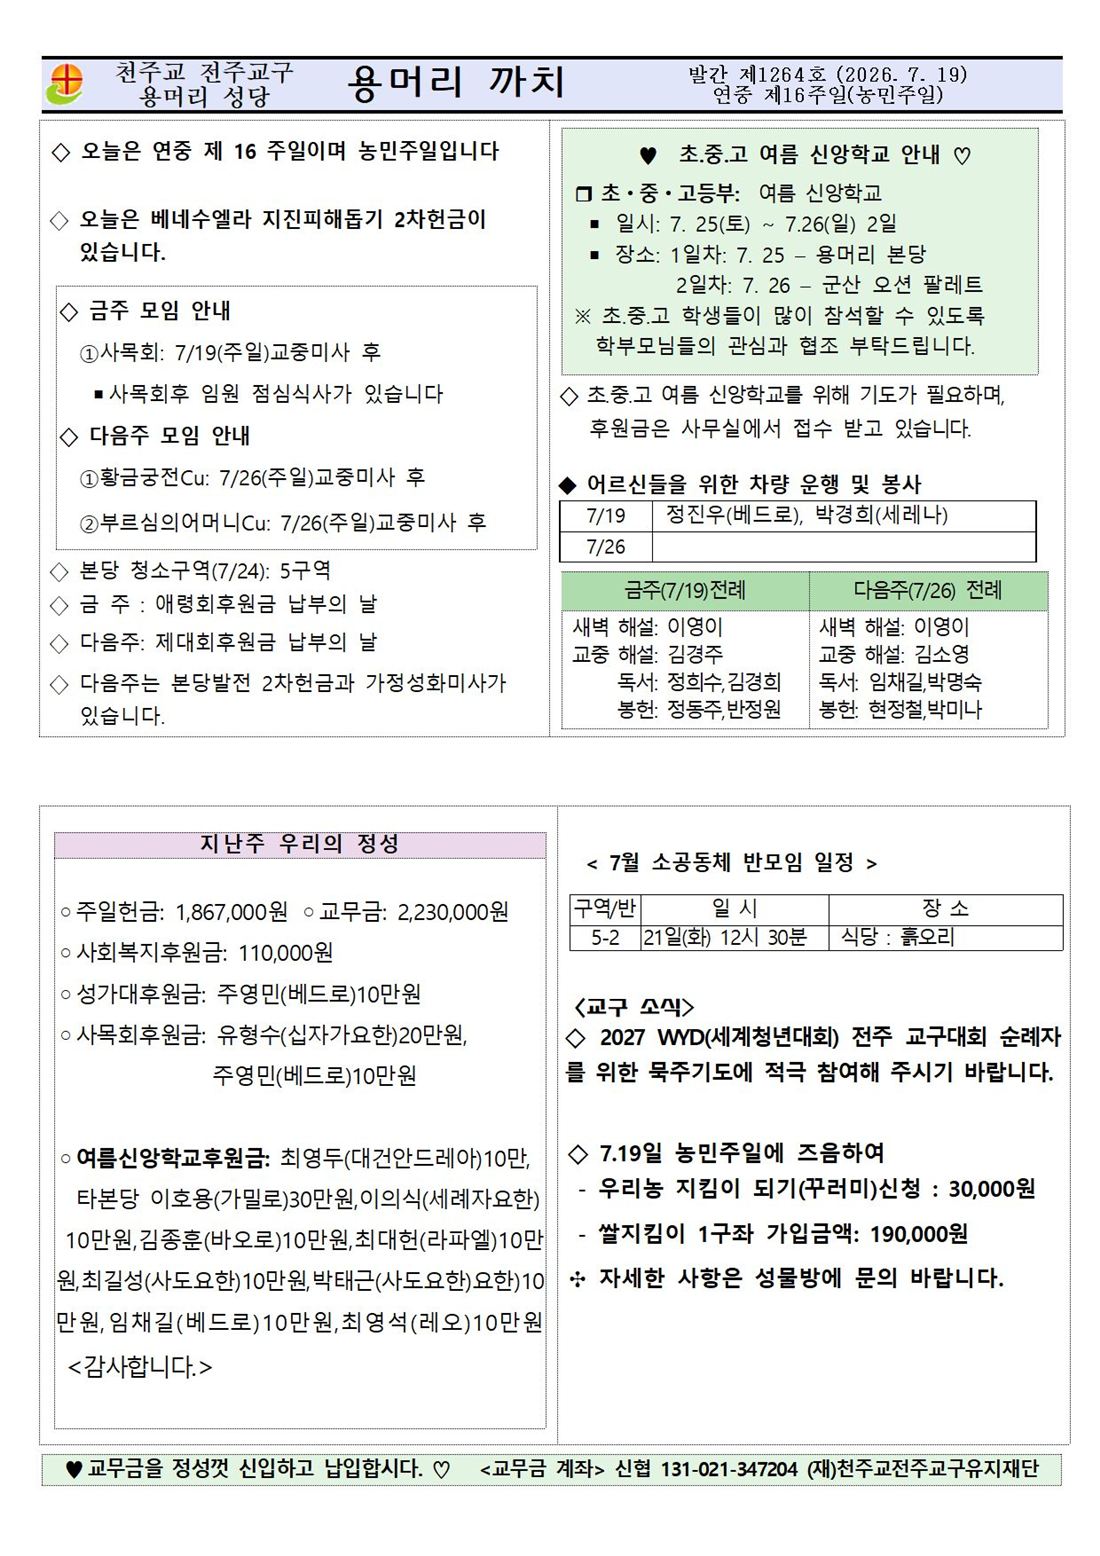 천주교 전주교구
용머리 성당
용머리 까치
발간 제1264호 (2026. 7. 19)
연중 제16주일(농민주일)
◇ 오늘은 연중 제 16 주일이며 농민주일입니다
◇ 오늘은 베네수엘라 지진피해돕기 2차헌금이
있습니다.
◇ 금주 모임 안내
①사목회: 7/19(주일)교중미사 후
■ 사목회후 임원 점심식사가 있습니다
◇ 다음주 모임 안내
①황금궁전Cu: 7/26(주일)교중미사 후
②부르심의어머니Cu: 7/26(주일)교중미사 후
◇ 본당 청소구역(7/24): 5구역
◇ 금 주 : 애령회후원금 납부의 날
◇ 다음주: 제대회후원금 납부의 날
◇ 다음주는 본당발전 2차헌금과 가정성화미사가
있습니다.
♥ 초.중.고 여름 신앙학교 안내 ♡
❒ 초・중・고등부: 여름 신앙학교
■ 일시: 7. 25(토) ~ 7.26(일) 2일
■ 장소: 1일차: 7. 25 – 용머리 본당
2일차: 7. 26 – 군산 오션 팔레트
※ 초.중.고 학생들이 많이 참석할 수 있도록
학부모님들의 관심과 협조 부탁드립니다.
◇ 초.중.고 여름 신앙학교를 위해 기도가 필요하며,
후원금은 사무실에서 접수 받고 있습니다.
◆ 어르신들을 위한 차량 운행 및 봉사
7/19 정진우(베드로), 박경희(세레나)
7/26
금주(7/19)전례 다음주(7/26) 전례
새벽 해설: 이영이 새벽 해설: 이영이
교중 해설: 김경주 교중 해설: 김소영
독서: 정희수,김경희 독서: 임채길,박명숙
봉헌: 정동주,반정원 봉헌: 현정철,박미나
지난주 우리의 정성
○ 주일헌금: 1,867,000원 ○ 교무금: 2,230,000원
○ 사회복지후원금: 110,000원
○ 성가대후원금: 주영민(베드로)10만원
○ 사목회후원금: 유형수(십자가요한)20만원,
주영민(베드로)10만원
○ 여름신앙학교후원금: 최영두(대건안드레아)10만,
타본당 이호용(가밀로)30만원,이의식(세례자요한)
10만원,김종훈(바오로)10만원,최대헌(라파엘)10만
원,최길성(사도요한)10만원,박태근(사도요한)요한)10
만원,임채길(베드로)10만원,최영석(레오)10만원
<감사합니다.>
< 7월 소공동체 반모임 일정 >
구역/반 일 시 장 소
5-2 21일(화) 12시 30분 식당 : 흙오리
<교구 소식>
◇ 2027 WYD(세계청년대회) 전주 교구대회 순례자
를 위한 묵주기도에 적극 참여해 주시기 바랍니다.
◇ 7.19일 농민주일에 즈음하여
- 우리농 지킴이 되기(꾸러미)신청 : 30,000원
- 쌀지킴이 1구좌 가입금액: 190,000원
✣ 자세한 사항은 성물방에 문의 바랍니다.
♥ 교무금을 정성껏 신입하고 납입합시다. ♡ <교무금 계좌> 신협 131-021-347204 (재)천주교전주교구유지재단